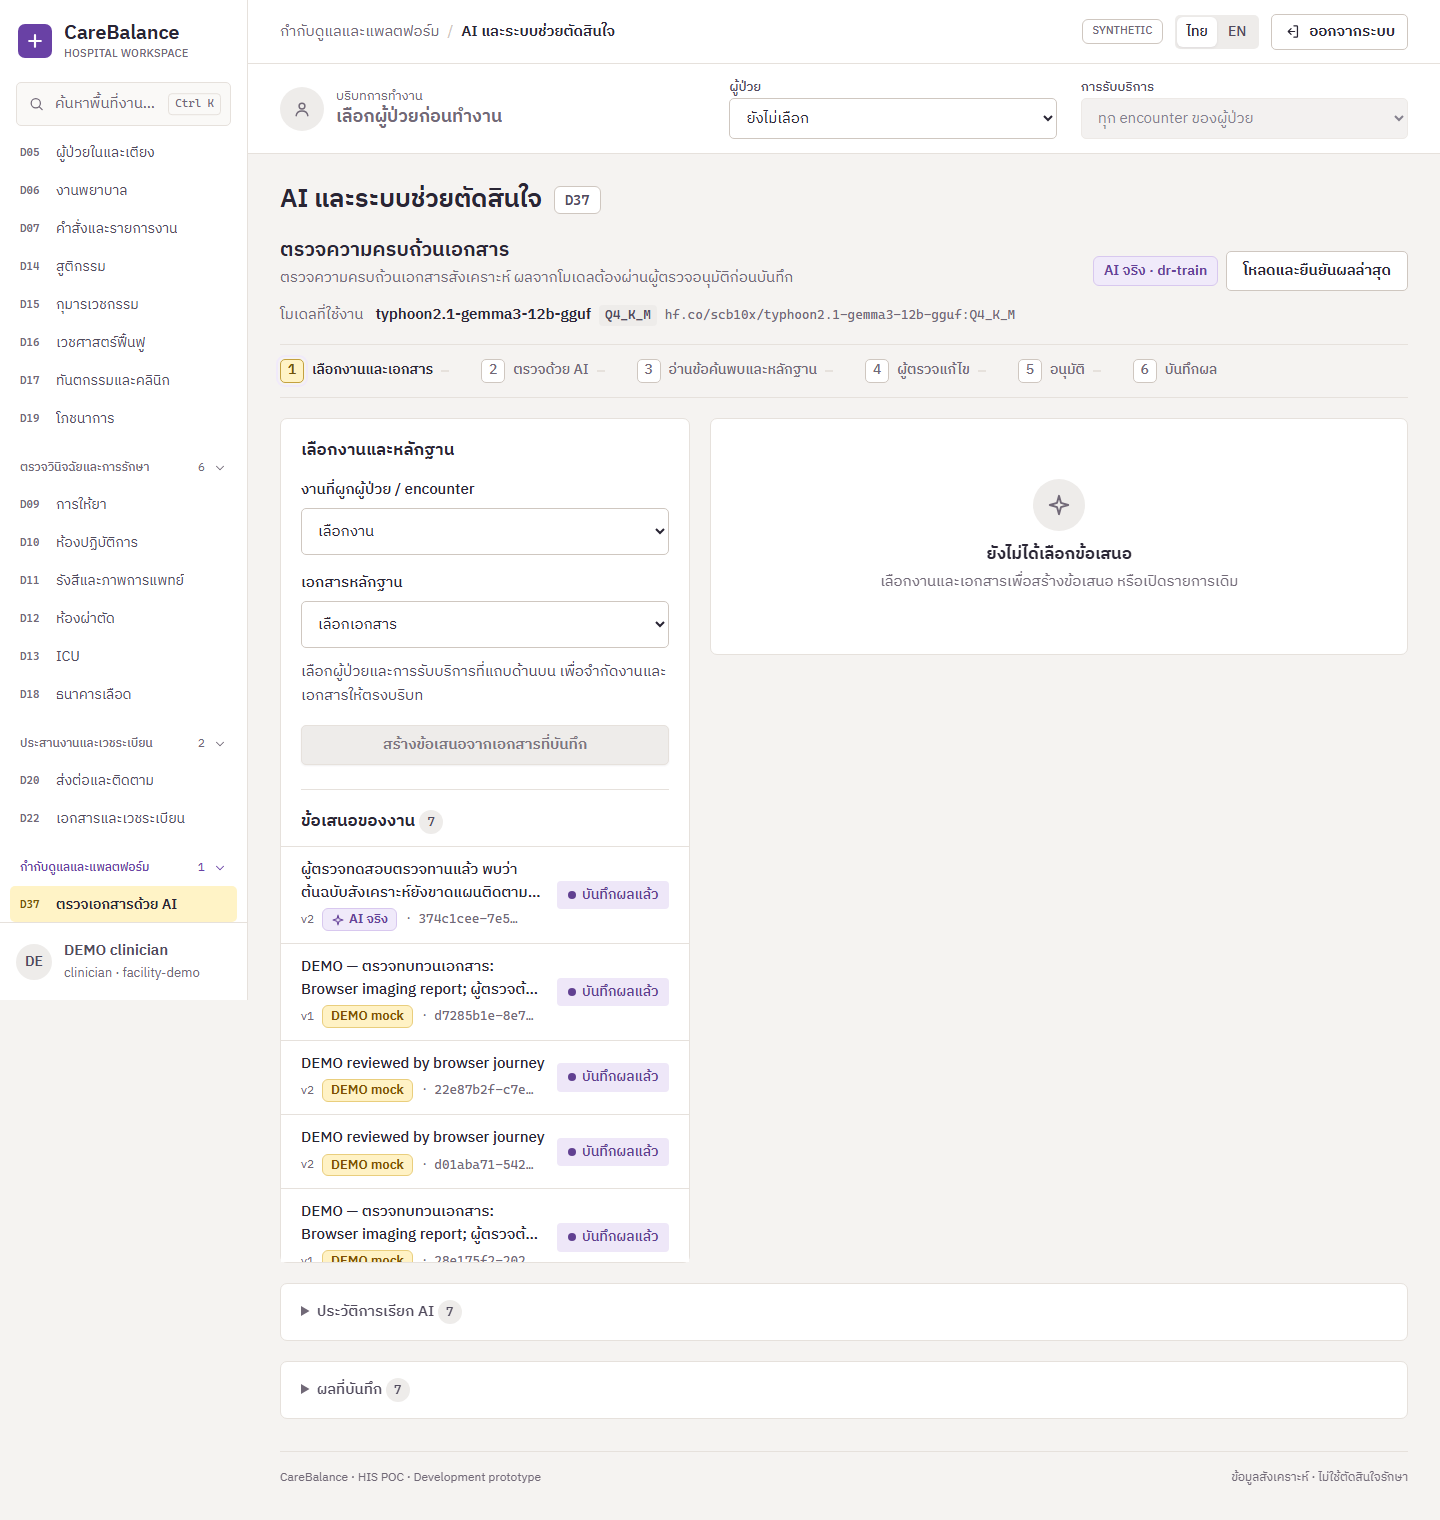 CareBalance
HOSPITAL WORKSPACE
ค้นหาพื้นที่งาน... Ctrl K
D05 ผู้ป่วยในและเตียง
D06 งานพยาบาล
D07 คำสั่งและรายการงาน
D14 สูติกรรม
D15 กุมารเวชกรรม
D16 เวชศาสตร์ฟื้นฟู
D17 ทันตกรรมและคลินิก
D19 โภชนาการ
ตรวจวินิจฉัยและการรักษา 6
D09 การให้ยา
D10 ห้องปฏิบัติการ
D11 รังสีและภาพการแพทย์
D12 ห้องผ่าตัด
D13 ICU
D18 ธนาคารเลือด
ประสานงานและเวชระเบียน 2
D20 ส่งต่อและติดตาม
D22 เอกสารและเวชระเบียน
กำกับดูแลและแพลตฟอร์ม 1
D37 ตรวจเอกสารด้วย AI
DE DEMO clinician
clinician · facility-demo
กำกับดูแลและแพลตฟอร์ม / AI และระบบช่วยตัดสินใจ
SYNTHETIC ไทย EN ออกจากระบบ
บริบทการทำงาน
เลือกผู้ป่วยก่อนทำงาน
ผู้ป่วย
ยังไม่เลือก
การรับบริการ
ทุก encounter ของผู้ป่วย
AI และระบบช่วยตัดสินใจ D37
ตรวจความครบถ้วนเอกสาร
ตรวจความครบถ้วนเอกสารสังเคราะห์ ผลจากโมเดลต้องผ่านผู้ตรวจอนุมัติก่อนบันทึก
AI จริง · dr-train โหลดและยืนยันผลล่าสุด
โมเดลที่ใช้งาน typhoon2.1-gemma3-12b-gguf Q4_K_M hf.co/scb10x/typhoon2.1-gemma3-12b-gguf:Q4_K_M
1 เลือกงานและเอกสาร — 2 ตรวจด้วย AI — 3 อ่านข้อค้นพบและหลักฐาน — 4 ผู้ตรวจแก้ไข — 5 อนุมัติ — 6 บันทึกผล
เลือกงานและหลักฐาน
งานที่ผูกผู้ป่วย / encounter
เลือกงาน
เอกสารหลักฐาน
เลือกเอกสาร
เลือกผู้ป่วยและการรับบริการที่แถบด้านบน เพื่อจำกัดงานและ
เอกสารให้ตรงบริบท
สร้างข้อเสนอจากเอกสารที่บันทึก
ข้อเสนอของงาน 7
ผู้ตรวจทดสอบตรวจทานแล้ว พบว่า
ต้นฉบับสังเคราะห์ยังขาดแผนติดตาม...
v2 AI จริง · 374c1cee-7e5…
บันทึกผลแล้ว
DEMO — ตรวจทบทวนเอกสาร:
Browser imaging report; ผู้ตรวจต้...
v1 DEMO mock · d7285b1e-8e7…
บันทึกผลแล้ว
DEMO reviewed by browser journey
v2 DEMO mock · 22e87b2f-c7e…
บันทึกผลแล้ว
DEMO reviewed by browser journey
v2 DEMO mock · d01aba71-542…
บันทึกผลแล้ว
DEMO — ตรวจทบทวนเอกสาร:
Browser imaging report; ผู้ตรวจต้...
v1 DEMO mock · 28e175f2-202
บันทึกผลแล้ว
ยังไม่ได้เลือกข้อเสนอ
เลือกงานและเอกสารเพื่อสร้างข้อเสนอ หรือเปิดรายการเดิม
ประวัติการเรียก AI 7
ผลที่บันทึก 7
CareBalance · HIS POC · Development prototype
ข้อมูลสังเคราะห์ · ไม่ใช้ตัดสินใจรักษา